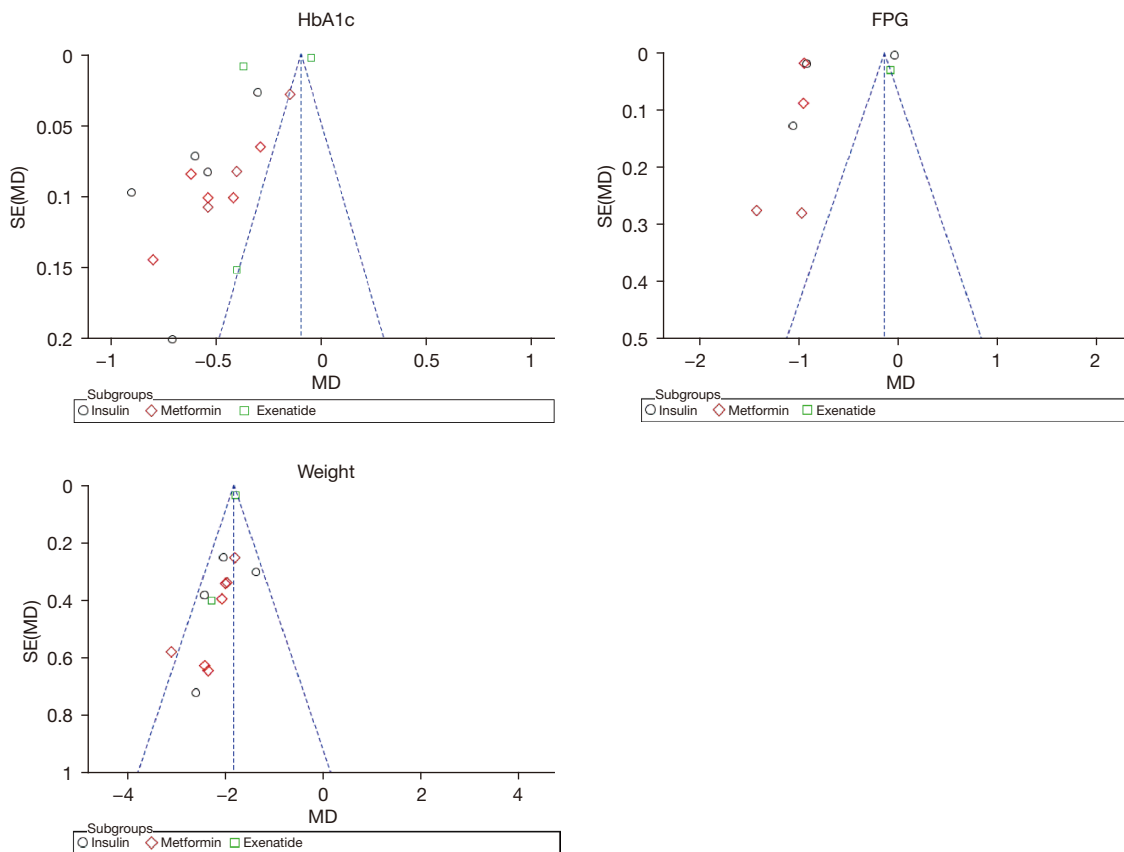 HbA1c
0
0.05
0.1
0.15
0.2
SE(MD)
−1
−0.5
0
0.5
1
MD
Subgroups
Insulin Metformin Exenatide
FPG
0
0.1
0.2
0.3
0.4
0.5
SE(MD)
−2
−1
0
1
2
MD
Subgroups
Insulin Metformin Exenatide
Weight
0
0.2
0.4
0.6
0.8
1
SE(MD)
−4
−2
0
2
4
MD
Subgroups
Insulin Metformin Exenatide